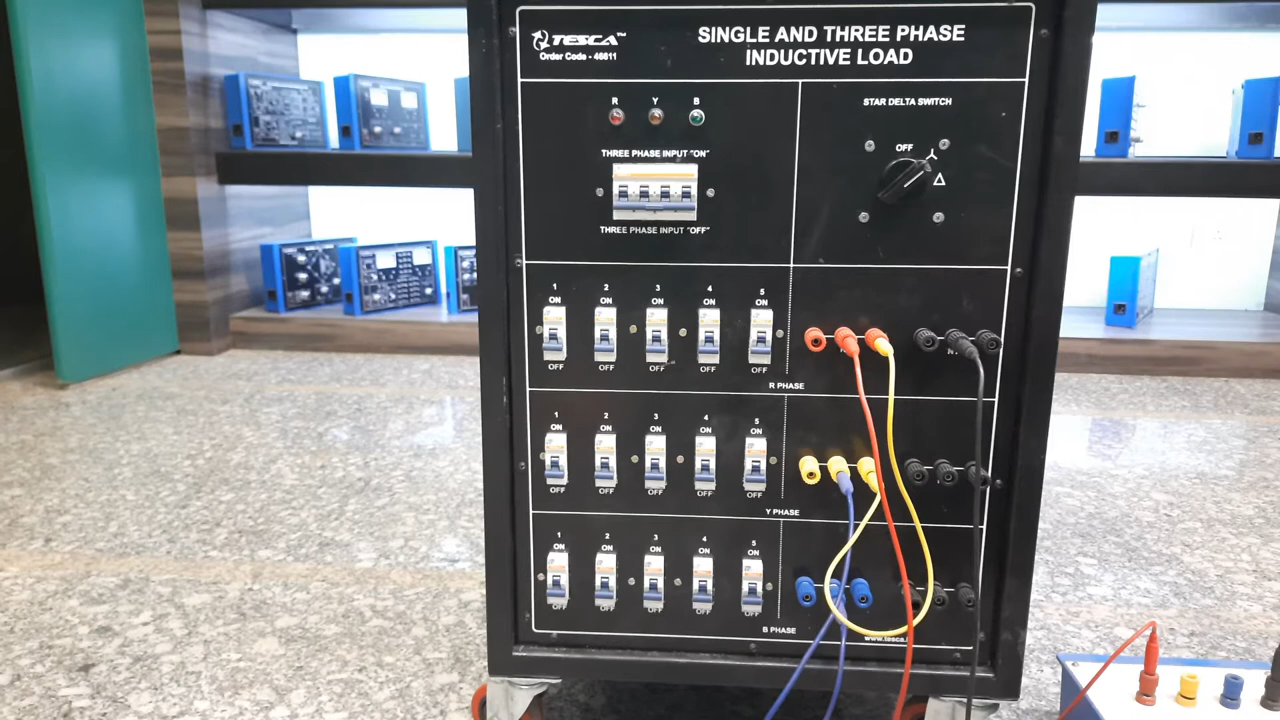 TESCA™
Order Code - 46811
SINGLE AND THREE PHASE
INDUCTIVE LOAD
R Y B
THREE PHASE INPUT "ON"
THREE PHASE INPUT "OFF"
STAR DELTA SWITCH
OFF
1 2 3 4 5
ON ON ON ON ON
OFF OFF OFF OFF OFF
R PHASE
1 2 3 4 5
ON ON ON ON ON
OFF OFF OFF OFF OFF
Y PHASE
1 2 3 4 5
ON ON ON ON ON
OFF OFF OFF OFF OFF
B PHASE
www.tesca.